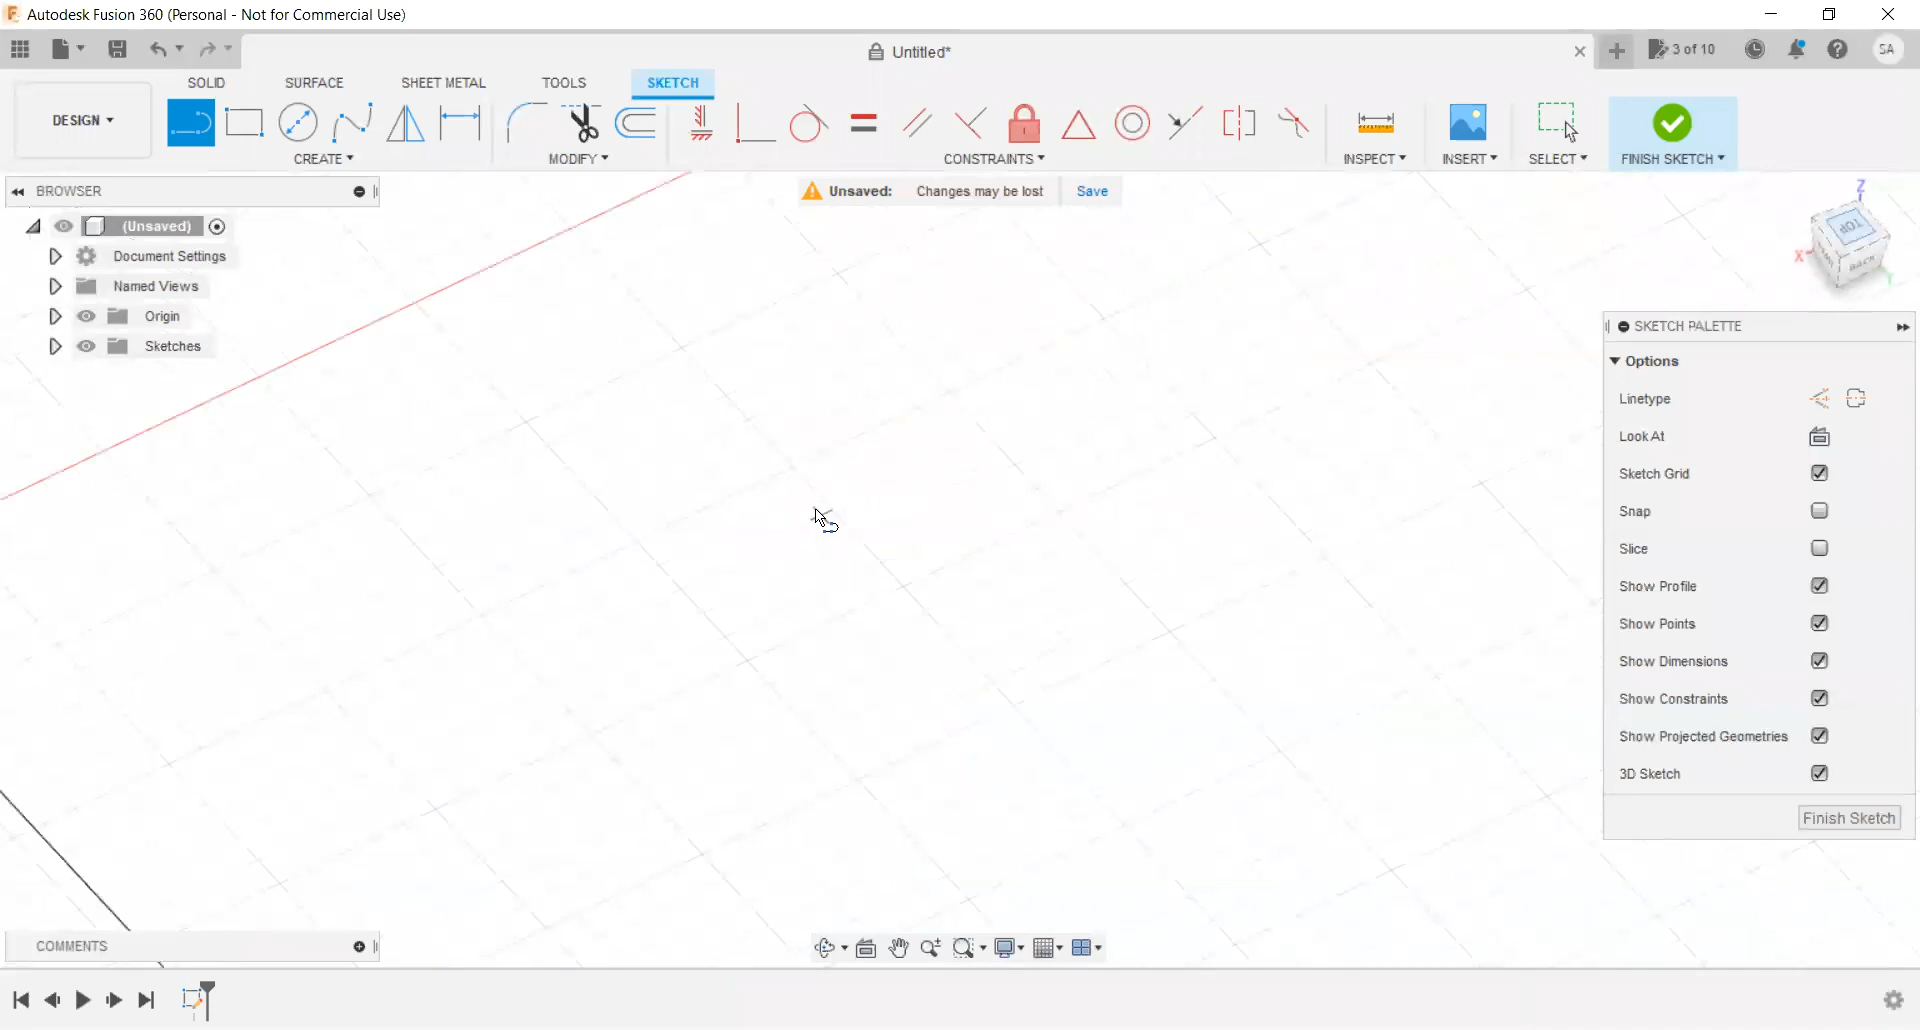 Autodesk Fusion 360 (Personal - Not for Commercial Use)
Untitled*
3 of 10
SA
SOLID
SURFACE
SHEET METAL
TOOLS
SKETCH
DESIGN
CREATE
MODIFY
CONSTRAINTS
INSPECT
INSERT
SELECT
FINISH SKETCH
BROWSER
Unsaved: Changes may be lost Save
(Unsaved)
Document Settings
Named Views
Origin
Sketches
Z
TOP
X
BACK
SKETCH PALETTE
Options
Linetype
Look At
Sketch Grid
Snap
Slice
Show Profile
Show Points
Show Dimensions
Show Constraints
Show Projected Geometries
3D Sketch
Finish Sketch
COMMENTS